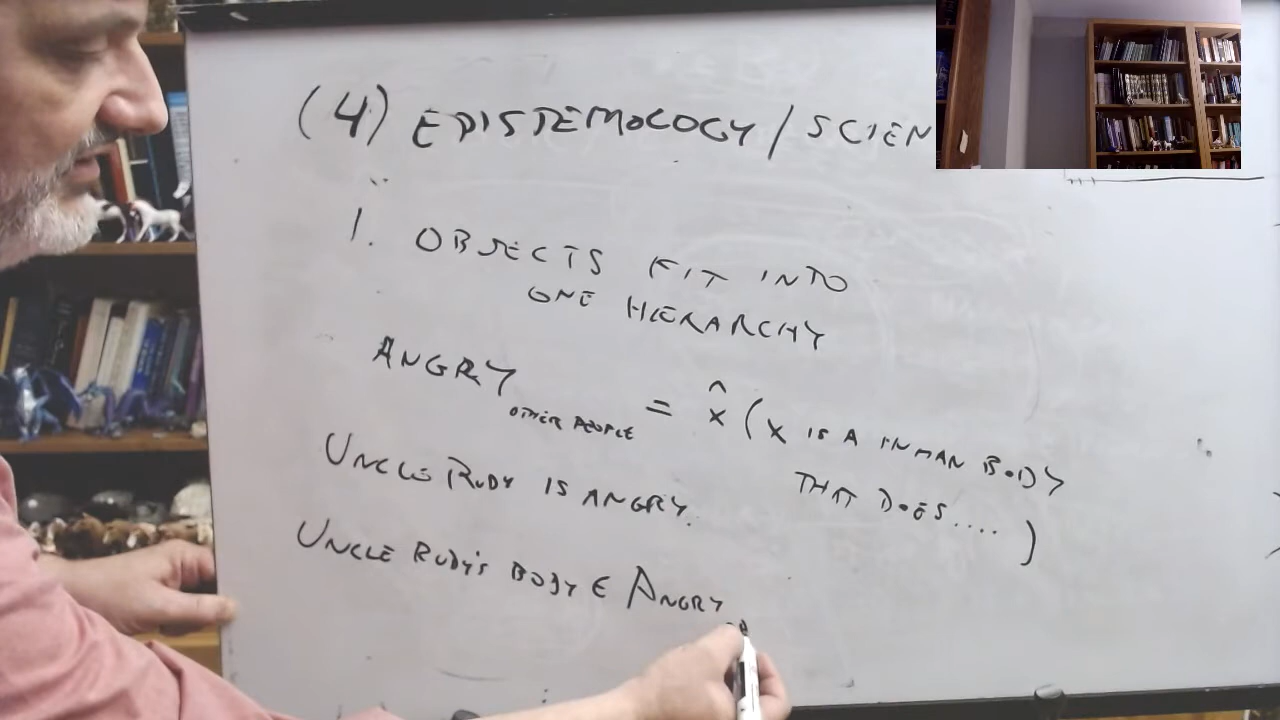 (4) EPISTEMOLOGY / SCIEN
1. OBJECTS FIT INTO
ONE HIERARCHY
ANGRY OTHER PEOPLE = x̂ (X IS A HUMAN BODY
THAT DOES.... )
UNCLE RUDY IS ANGRY.
UNCLE RUDY'S BODY ∈ ANGRY